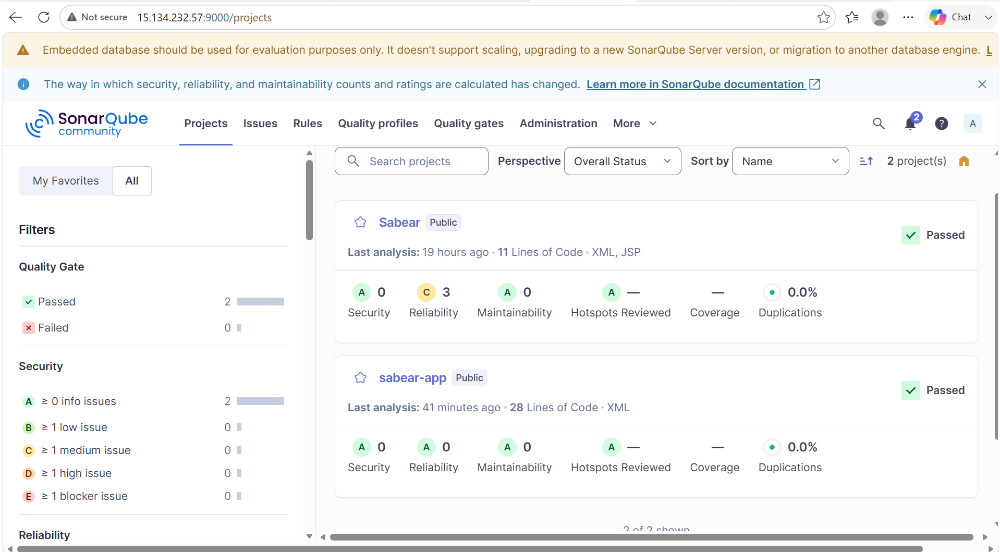 Not secure 15.134.232.57:9000/projects Chat
Embedded database should be used for evaluation purposes only. It doesn't support scaling, upgrading to a new SonarQube Server version, or migration to another database engine. L
The way in which security, reliability, and maintainability counts and ratings are calculated has changed. Learn more in SonarQube documentation
SonarQube community
Projects Issues Rules Quality profiles Quality gates Administration More 2 ? A
My Favorites All
Filters
Quality Gate
Passed 2
Failed 0
Security
A ≥ 0 info issues 2
B ≥ 1 low issue 0
C ≥ 1 medium issue 0
D ≥ 1 high issue 0
E ≥ 1 blocker issue 0
Reliability
Search projects Perspective Overall Status Sort by Name 2 project(s)
Sabear Public
Passed
Last analysis: 19 hours ago • 11 Lines of Code • XML, JSP
A 0 C 3 A 0 A — — 0.0%
Security Reliability Maintainability Hotspots Reviewed Coverage Duplications
sabear-app Public
Passed
Last analysis: 41 minutes ago • 28 Lines of Code • XML
A 0 A 0 A 0 A — — 0.0%
Security Reliability Maintainability Hotspots Reviewed Coverage Duplications
2 of 2 shown